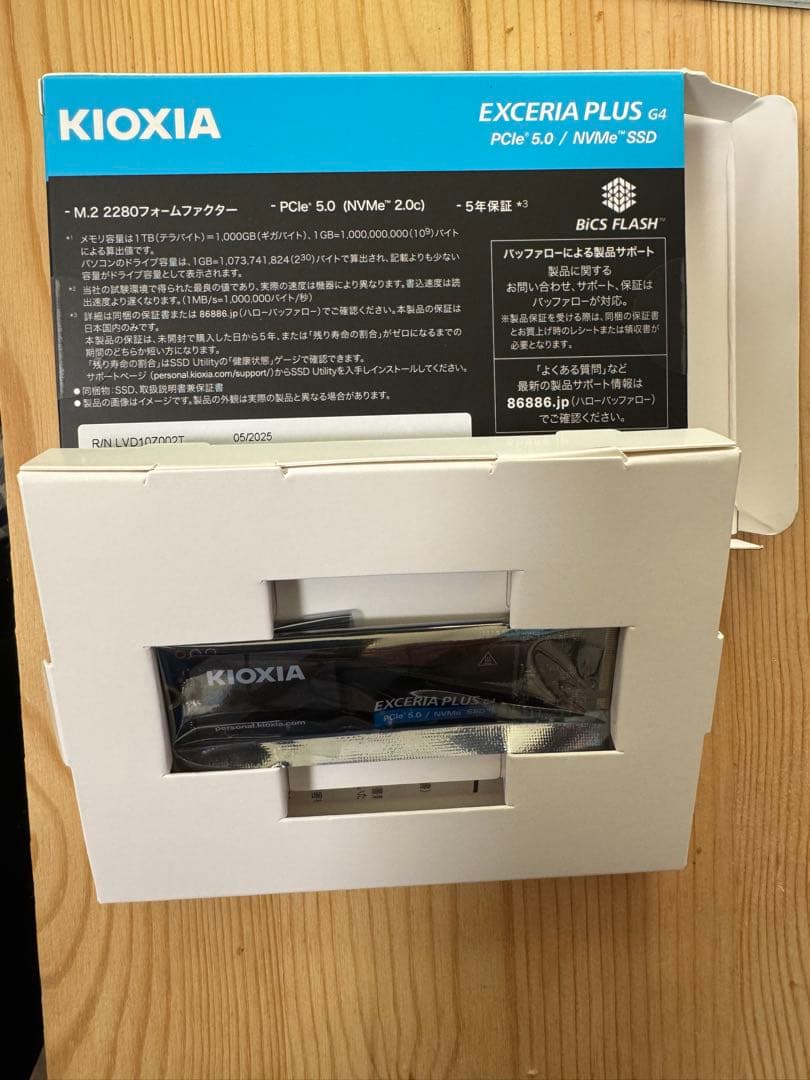 KIOXIA
EXCERIA PLUS G4
PCIe® 5.0 / NVMe™ SSD
- M.2 2280フォームファクター
- PCIe® 5.0 (NVMe™ 2.0c)
- 5年保証 *3
BiCS FLASH™
*1 メモリ容量は1TB(テラバイト)=1,000GB(ギガバイト)、1GB=1,000,000,000(10⁹)バイト
による算出値です。
パソコンのドライブ容量は、1GB=1,073,741,824(2³⁰)バイトで算出され、記載よりも少ない
容量がドライブ容量として表示されます。
*2 当社の試験環境で得られた最良の値であり、実際の速度は機器により異なります。書込速度は読
出速度より遅くなります。(1MB/s=1,000,000バイト/秒)
*3 詳細は同梱の保証書または 86886.jp(ハローバッファロー)でご確認ください。本製品の保証は
日本国内のみです。
本製品の保証は、未開封で購入した日から5年、または「残り寿命の割合」がゼロになるまでの
期間のどちらか短い方になります。
「残り寿命の割合」はSSD Utilityの「健康状態」ゲージで確認できます。
サポートページ (personal.kioxia.com/support/)からSSD Utilityを入手しインストールしてください。
●同梱物:SSD、取扱説明書兼保証書
●製品の画像はイメージです。製品の外観は実際の製品と異なる場合があります。
バッファローによる製品サポート
製品に関する
お問い合わせ、サポート、保証は
バッファローが対応。
※製品保証を受ける際は、同梱の保証書
とお買上げ時のレシートまたは領収書が
必要となります。
「よくある質問」など
最新の製品サポート情報は
86886.jp(ハローバッファロー)
でご確認ください。
R/N LVD10Z002T
05/2025
KIOXIA
EXCERIA PLUS G4
PCIe® 5.0 / NVMe™ SSD
personal.kioxia.com